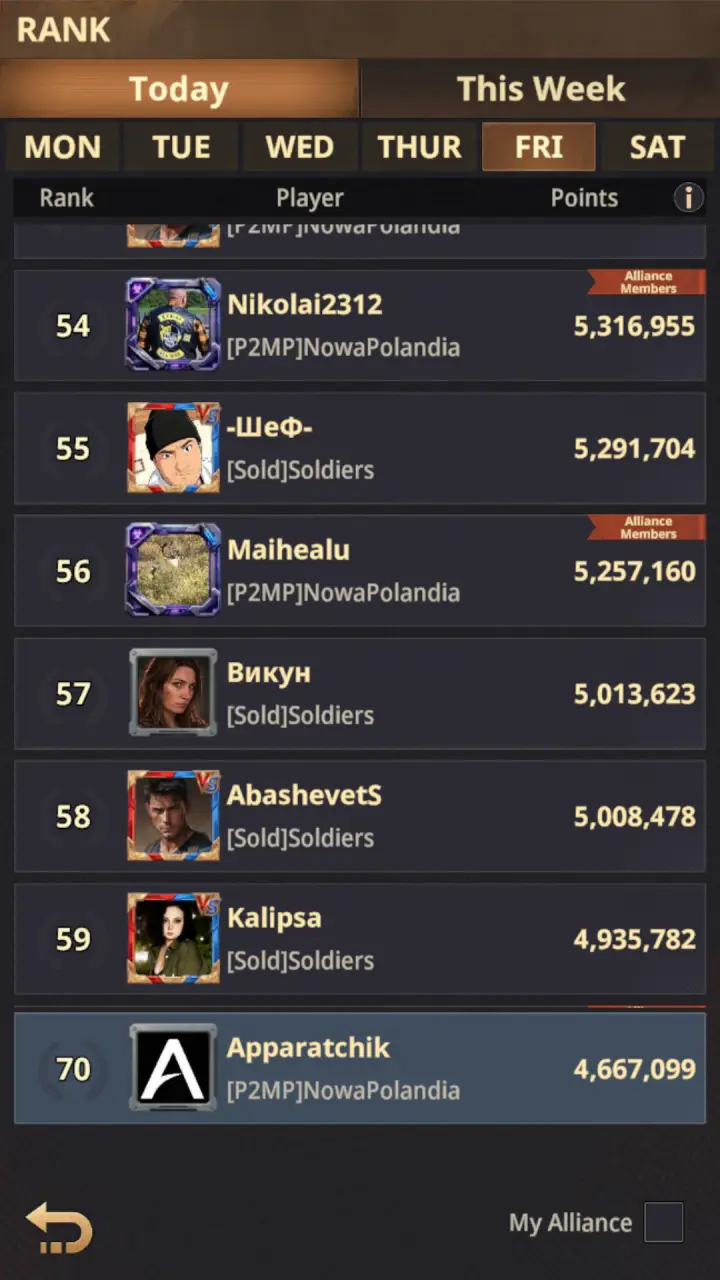 RANK
Today
This Week
MON
TUE
WED
THUR
FRI
SAT
Rank
Player
Points
[P2MP]NowaPolandia
54
Nikolai2312
[P2MP]NowaPolandia
Alliance
Members
5,316,955
55
-ШеФ-
[Sold]Soldiers
5,291,704
56
Maihealu
[P2MP]NowaPolandia
Alliance
Members
5,257,160
57
Викун
[Sold]Soldiers
5,013,623
58
AbashevetS
[Sold]Soldiers
5,008,478
59
Kalipsa
[Sold]Soldiers
4,935,782
70
Apparatchik
[P2MP]NowaPolandia
4,667,099
My Alliance